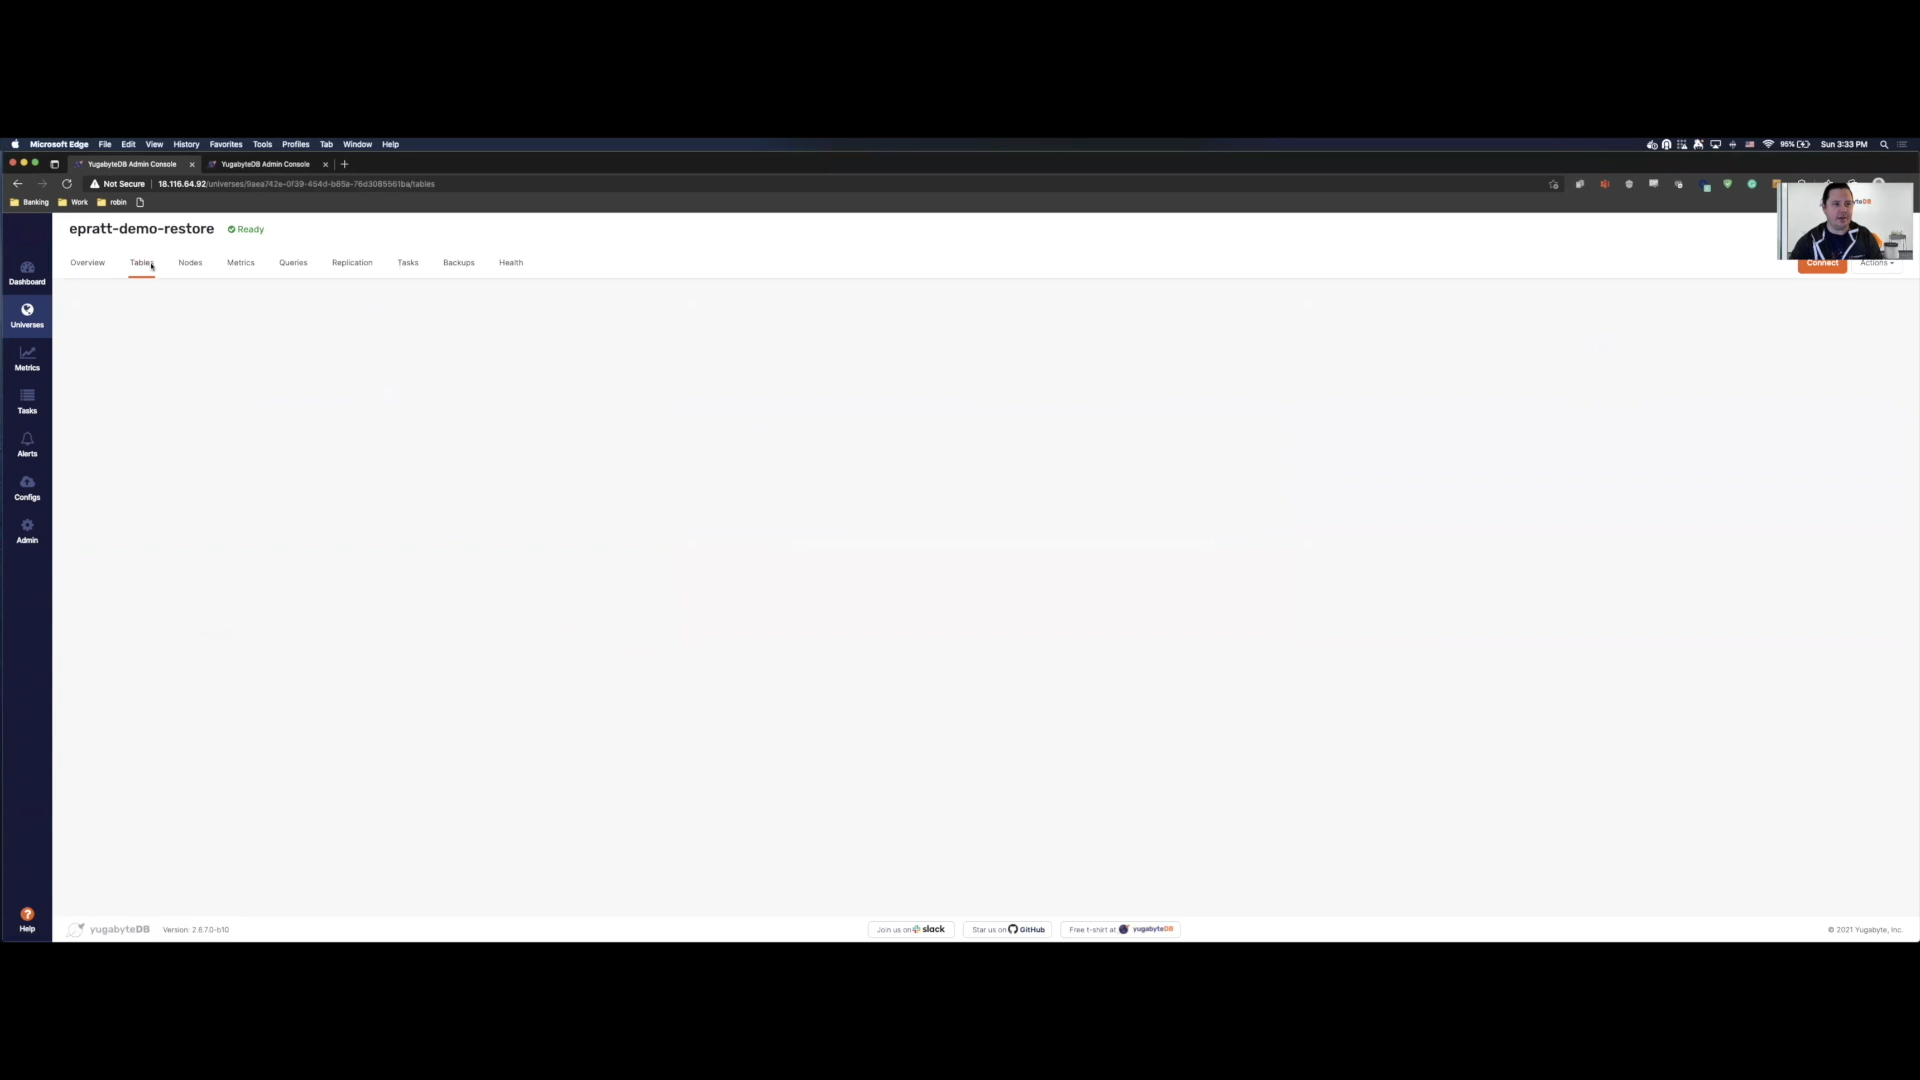 Microsoft Edge File Edit View History Favorites Tools Profiles Tab Window Help
95% Sun 3:33 PM
YugabyteDB Admin Console YugabyteDB Admin Console
Not Secure 18.116.64.92/universes/9aea742e-0f39-454d-b85a-76d3085561ba/tables
Banking Work robin
epratt-demo-restore Ready
Overview Tables Nodes Metrics Queries Replication Tasks Backups Health
Connect Actions
Dashboard
Universes
Metrics
Tasks
Alerts
Configs
Admin
Help
yugabyteDB Version: 2.6.7.0-b10
Join us on slack Star us on GitHub Free t-shirt at yugabyteDB
© 2021 Yugabyte, Inc.